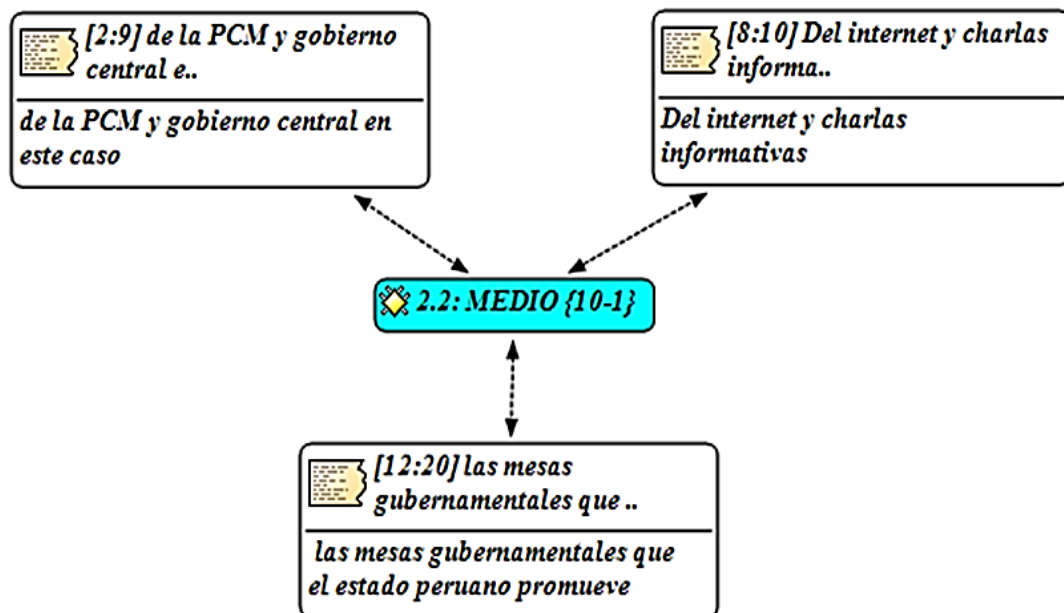 [2:9] de la PCM y gobierno
central e..
de la PCM y gobierno central en
este caso
[8:10] Del internet y charlas
informa..
Del internet y charlas
informativas
2.2: MEDIO {10-1}
[12:20] las mesas
gubernamentales que ..
las mesas gubernamentales que
el estado peruano promueve